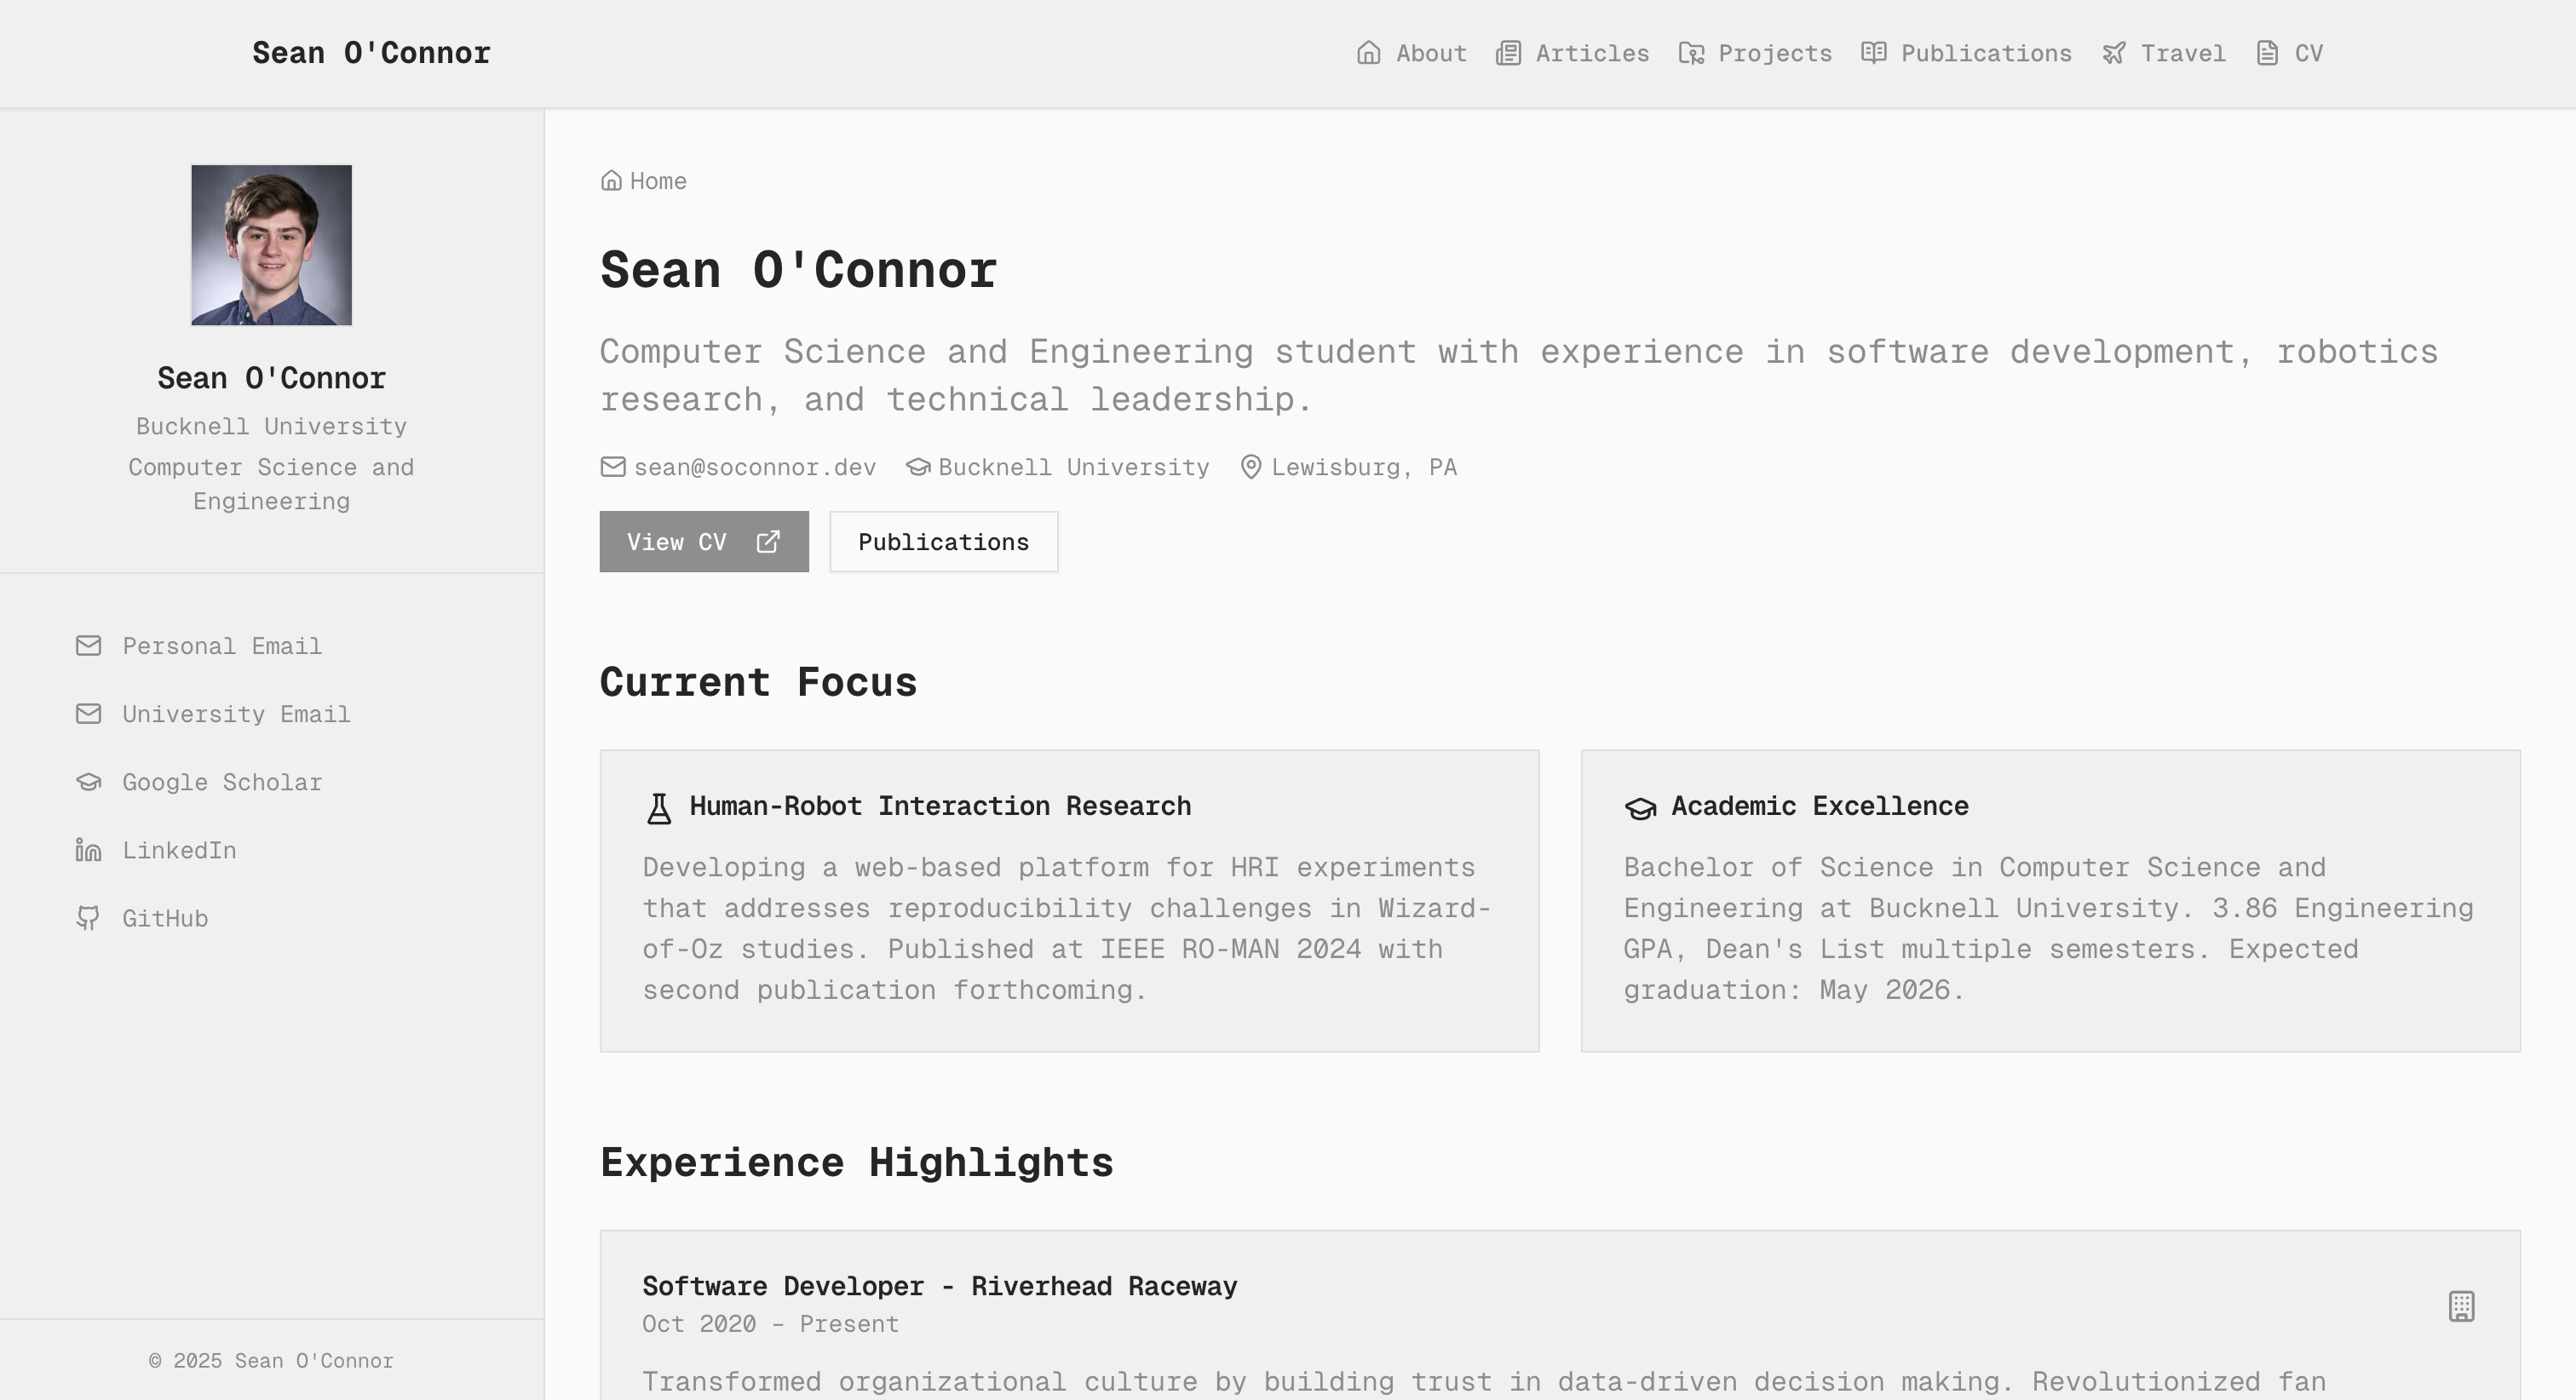 Sean O'Connor
About
Articles
Projects
Publications
Travel
CV
Sean O'Connor
Bucknell University
Computer Science and
Engineering
Personal Email
University Email
Google Scholar
LinkedIn
GitHub
© 2025 Sean O'Connor
Home
Sean O'Connor
Computer Science and Engineering student with experience in software development, robotics
research, and technical leadership.
sean@soconnor.dev Bucknell University Lewisburg, PA
View CV
Publications
Current Focus
Human-Robot Interaction Research
Developing a web-based platform for HRI experiments
that addresses reproducibility challenges in Wizard-
of-Oz studies. Published at IEEE RO-MAN 2024 with
second publication forthcoming.
Academic Excellence
Bachelor of Science in Computer Science and
Engineering at Bucknell University. 3.86 Engineering
GPA, Dean's List multiple semesters. Expected
graduation: May 2026.
Experience Highlights
Software Developer - Riverhead Raceway
Oct 2020 – Present
Transformed organizational culture by building trust in data-driven decision making. Revolutionized fan